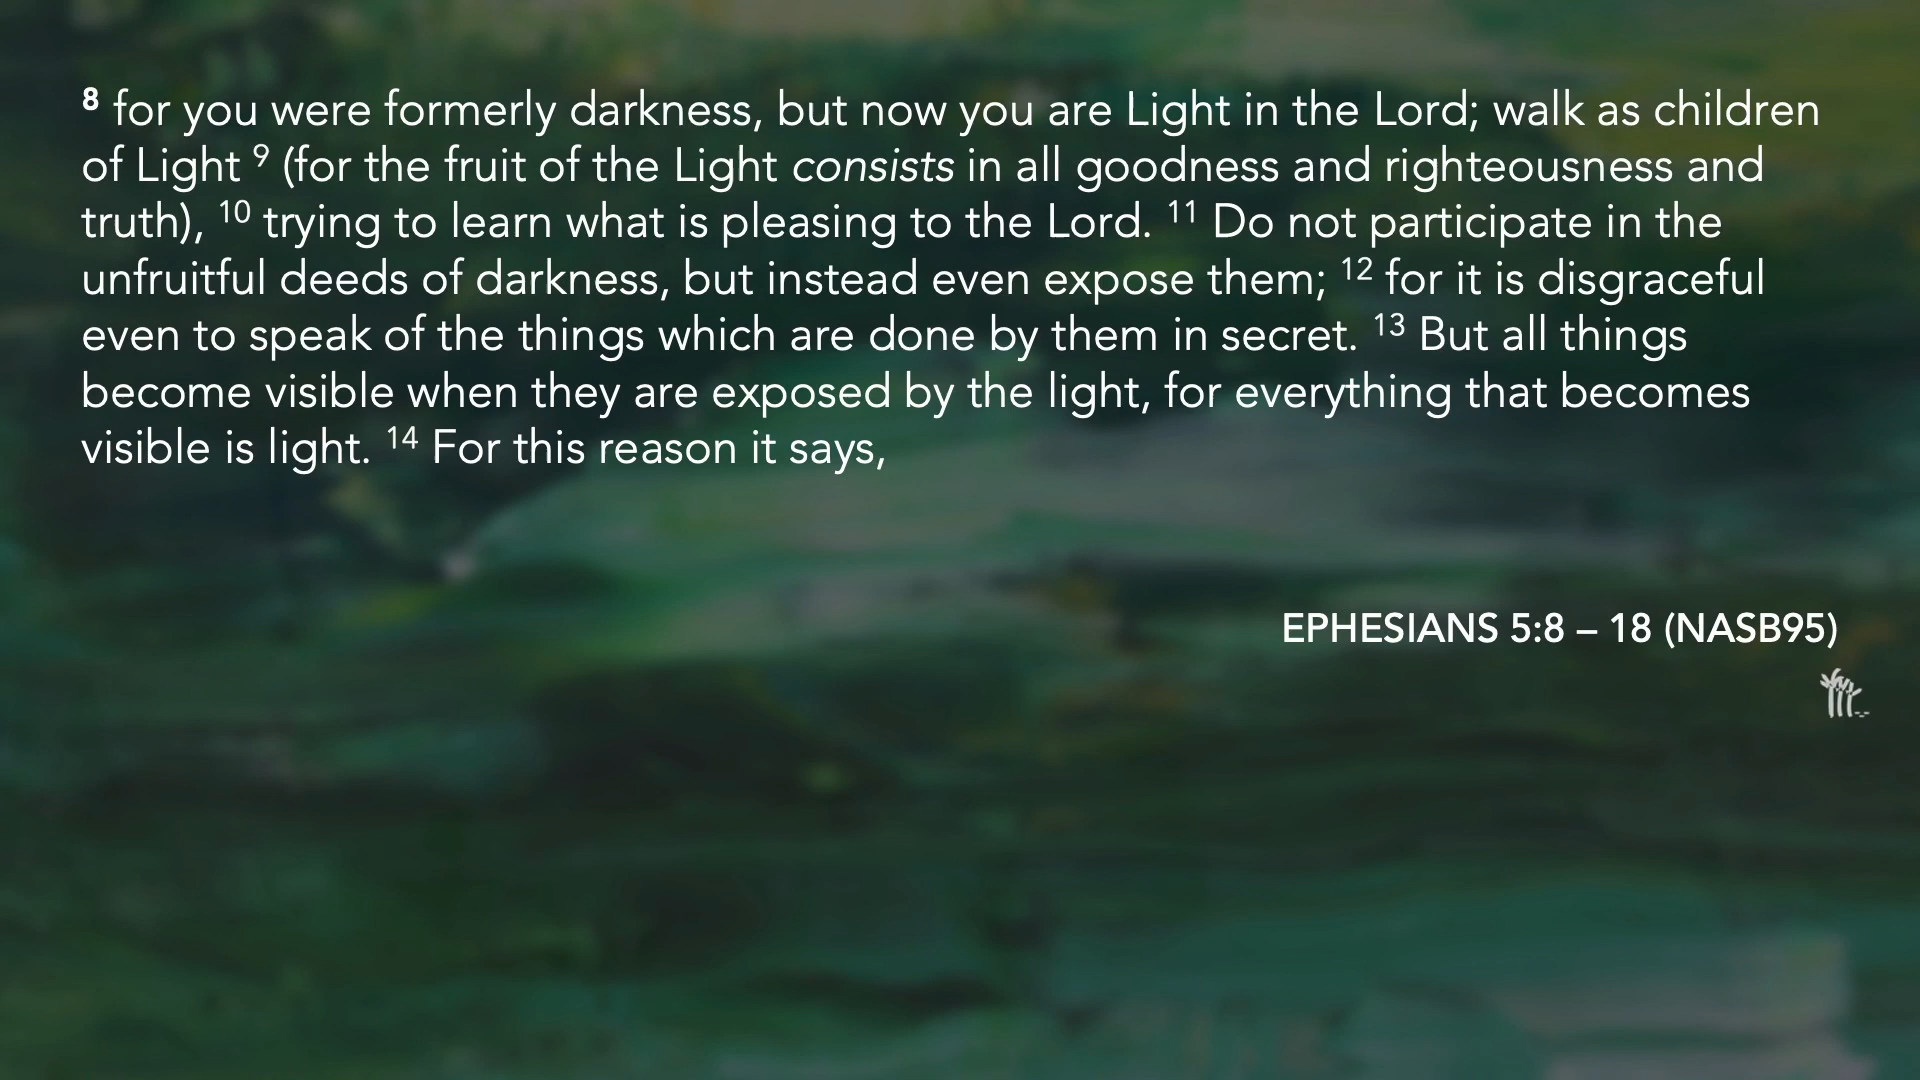 8 for you were formerly darkness, but now you are Light in the Lord; walk as children
of Light 9 (for the fruit of the Light consists in all goodness and righteousness and
truth), 10 trying to learn what is pleasing to the Lord. 11 Do not participate in the
unfruitful deeds of darkness, but instead even expose them; 12 for it is disgraceful
even to speak of the things which are done by them in secret. 13 But all things
become visible when they are exposed by the light, for everything that becomes
visible is light. 14 For this reason it says,
EPHESIANS 5:8 – 18 (NASB95)